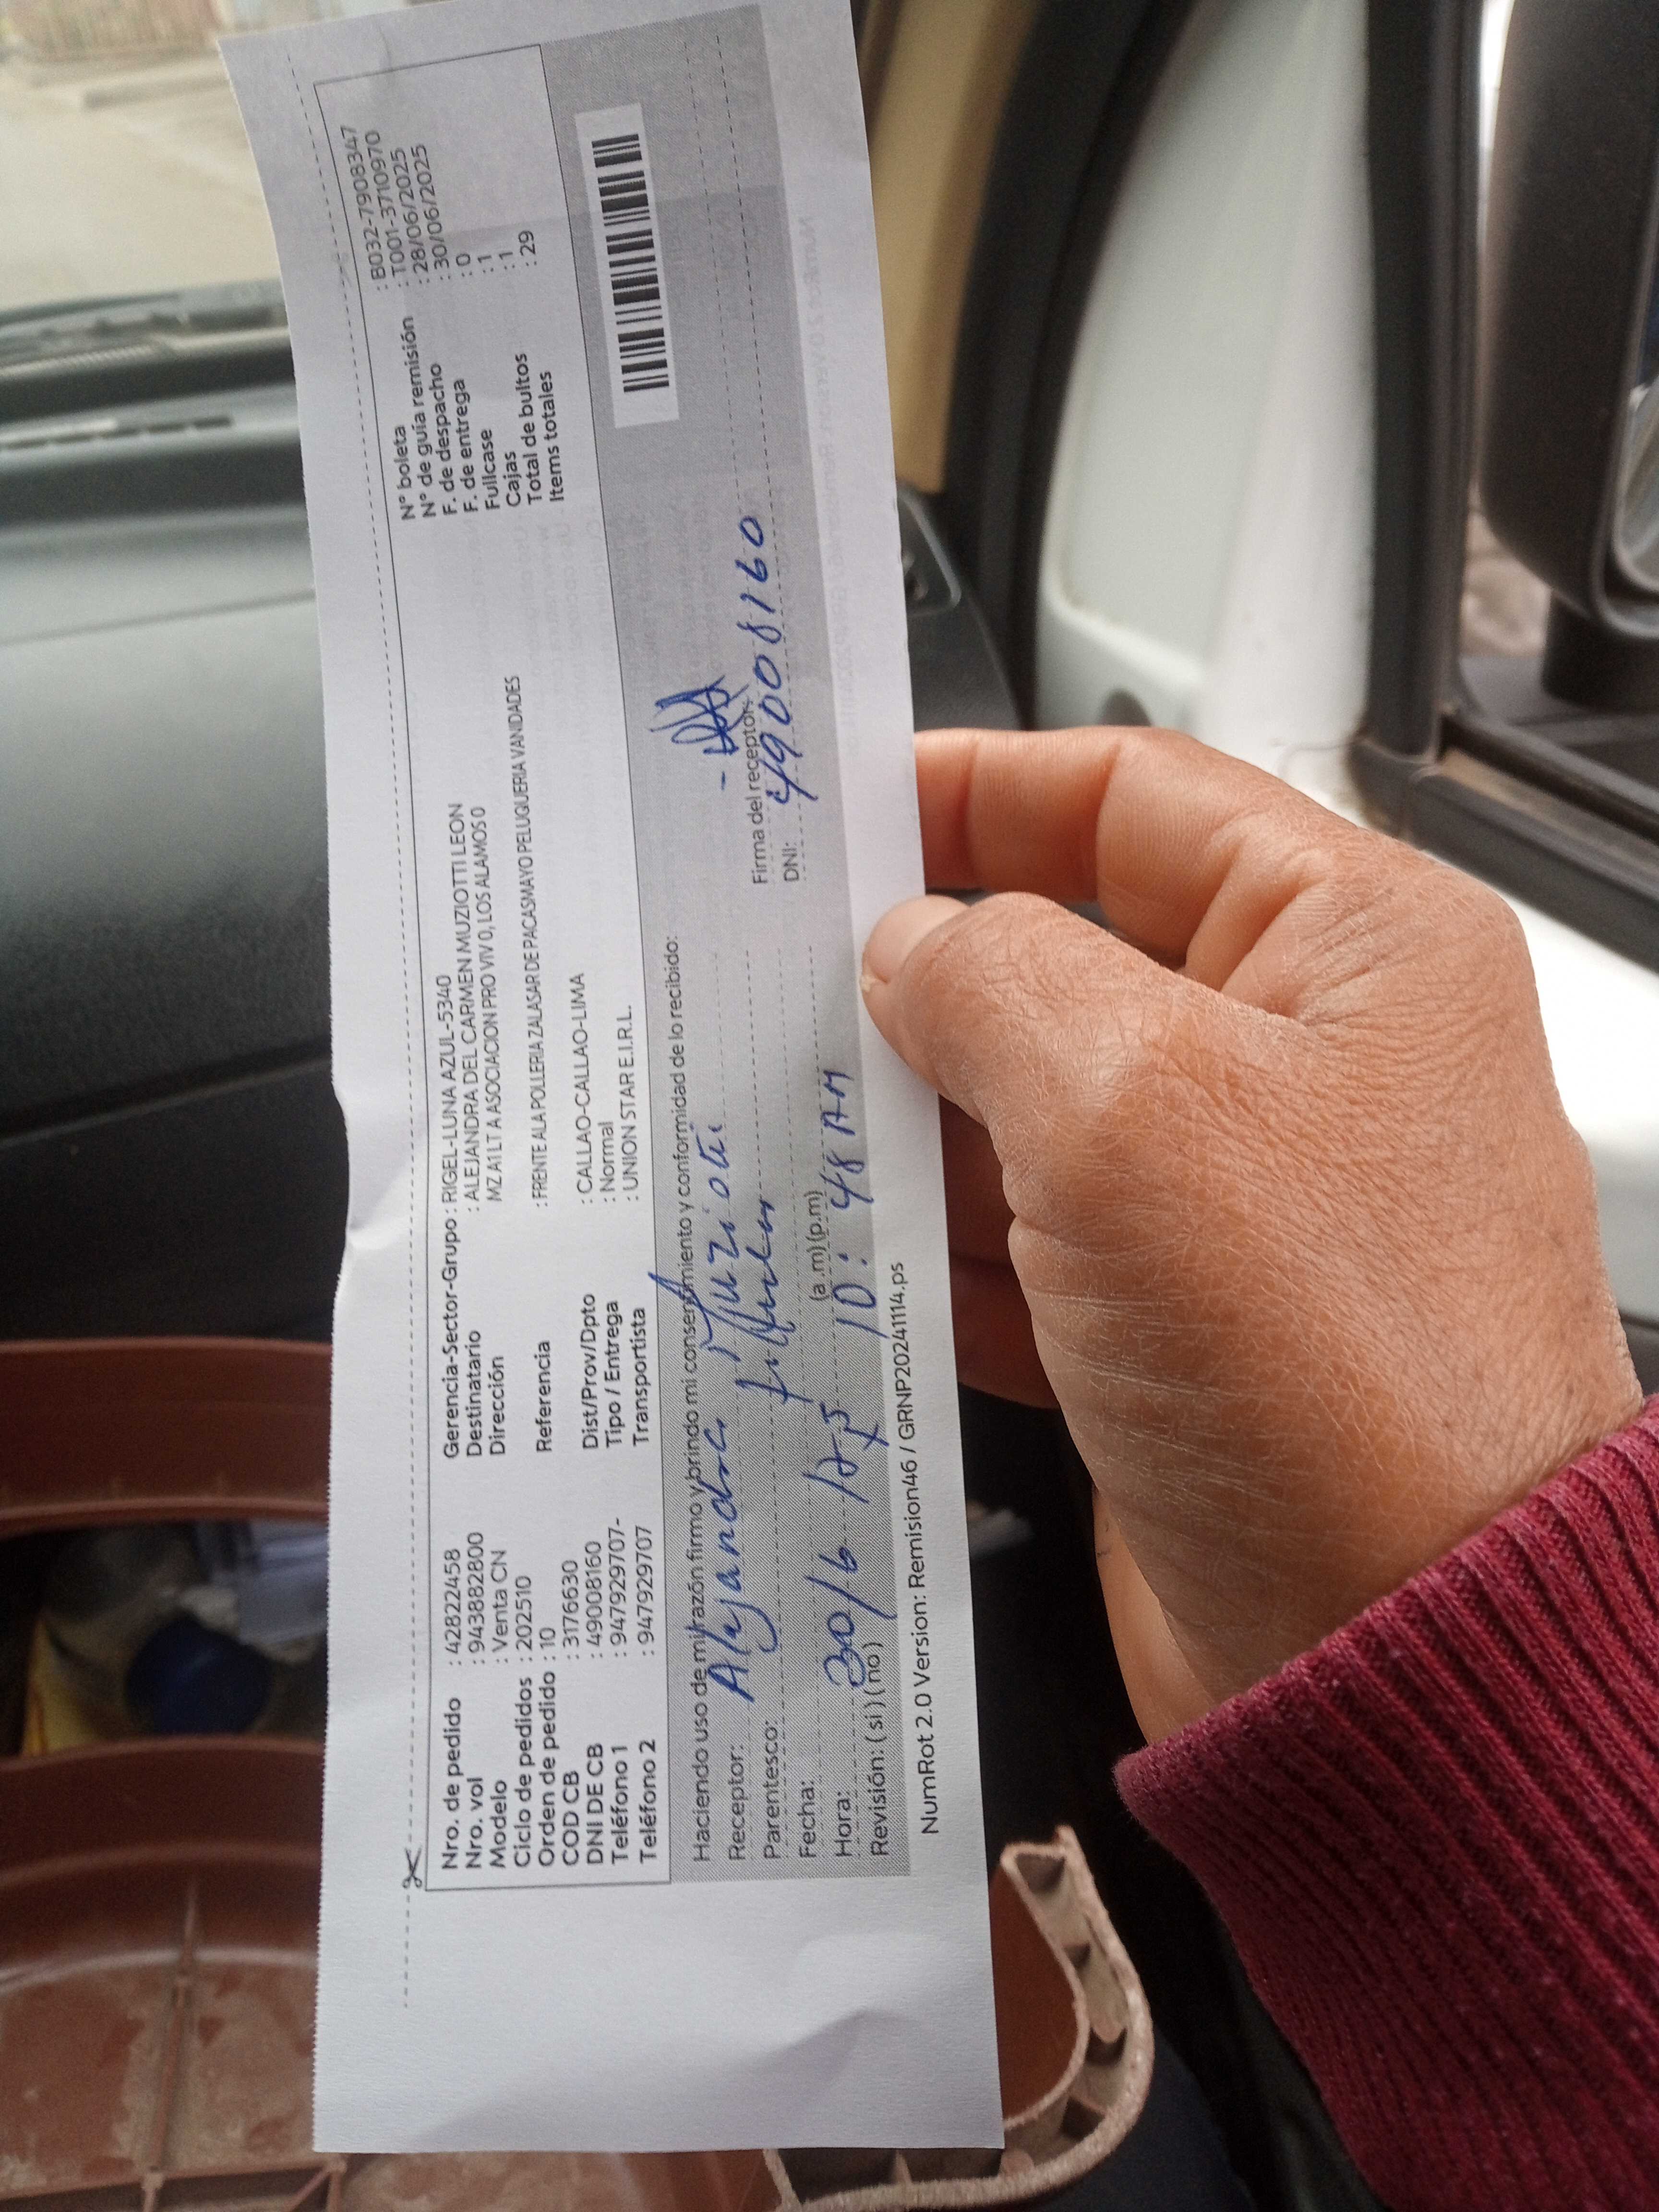 Nro. de pedido : 42822458
Nro. vol : 943882800
Modelo : Venta CN
Ciclo de pedidos : 202510
Orden de pedido : 10
COD CB : 3176630
DNI DE CB : 49008160
Teléfono 1 : 947929707-
Teléfono 2 : 947929707
Gerencia-Sector-Grupo : RIGEL-LUNA AZUL-5340
Destinatario : ALEJANDRA DEL CARMEN MUZIOTTI LEON
Dirección MZ A1 LT A ASOCIACION PRO VIV 0, LOS ALAMOS 0
Referencia : FRENTE A LA POLLERIA ZALASAR DE PACASMAYO PELUQUERIA VANIDADES
Dist/Prov/Dpto : CALLAO-CALLAO-LIMA
Tipo / Entrega : Normal
Transportista : UNION STAR E.I.R.L.
N° boleta : B032-7908347
N° de guía remisión : T001-3710970
F. de despacho : 28/06/2025
F. de entrega : 30/06/2025
Fullcase : 0
Cajas : 1
Total de bultos : 1
Items totales : 29
Haciendo uso de mi razón firmo y brindo mi consentimiento y conformidad de lo recibido:
Receptor: Alejandra Muzioti
Parentesco:
Fecha: 30/6/25
Hora: 10:48 AM (a.m) (p.m)
Revisión: (si) (no)
Firma del receptor:
DNI: 49008160
NumRot 2.0 Version: Remision46 / GRNP20241114.ps